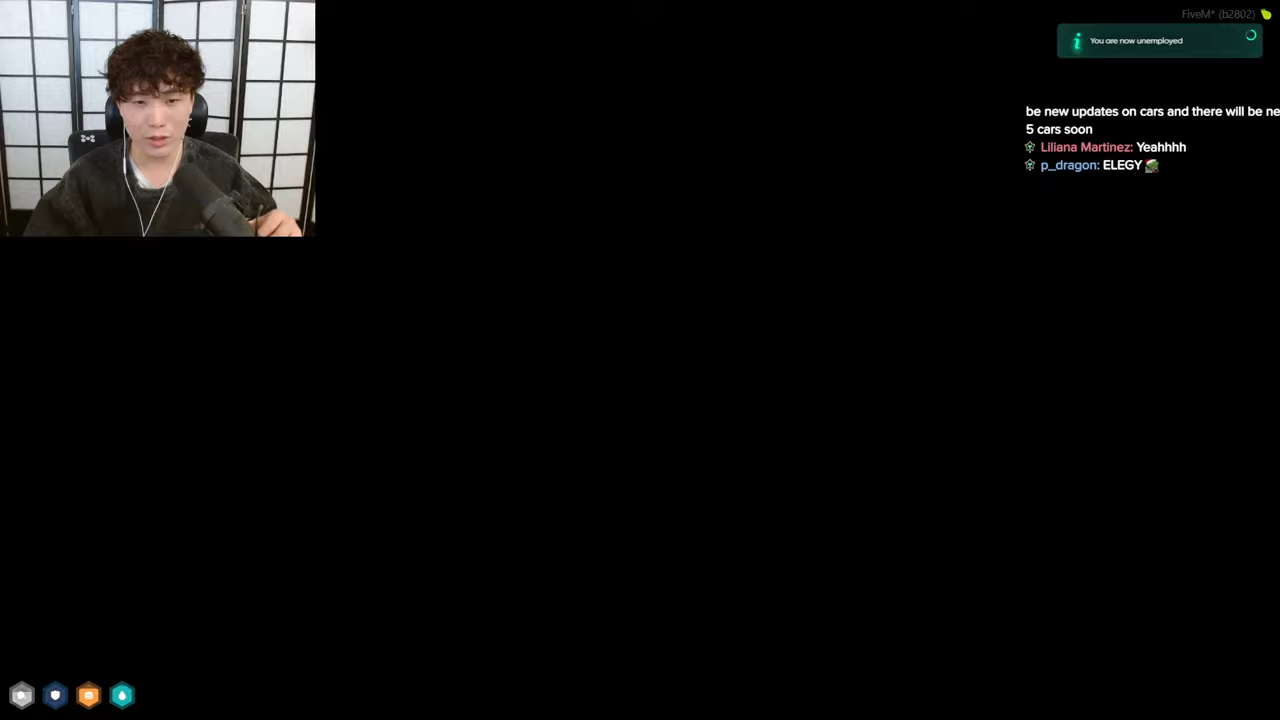 FiveM* (b2802)
You are now unemployed
be new updates on cars and there will be ne
5 cars soon
Liliana Martinez: Yeahhhh
p_dragon: ELEGY